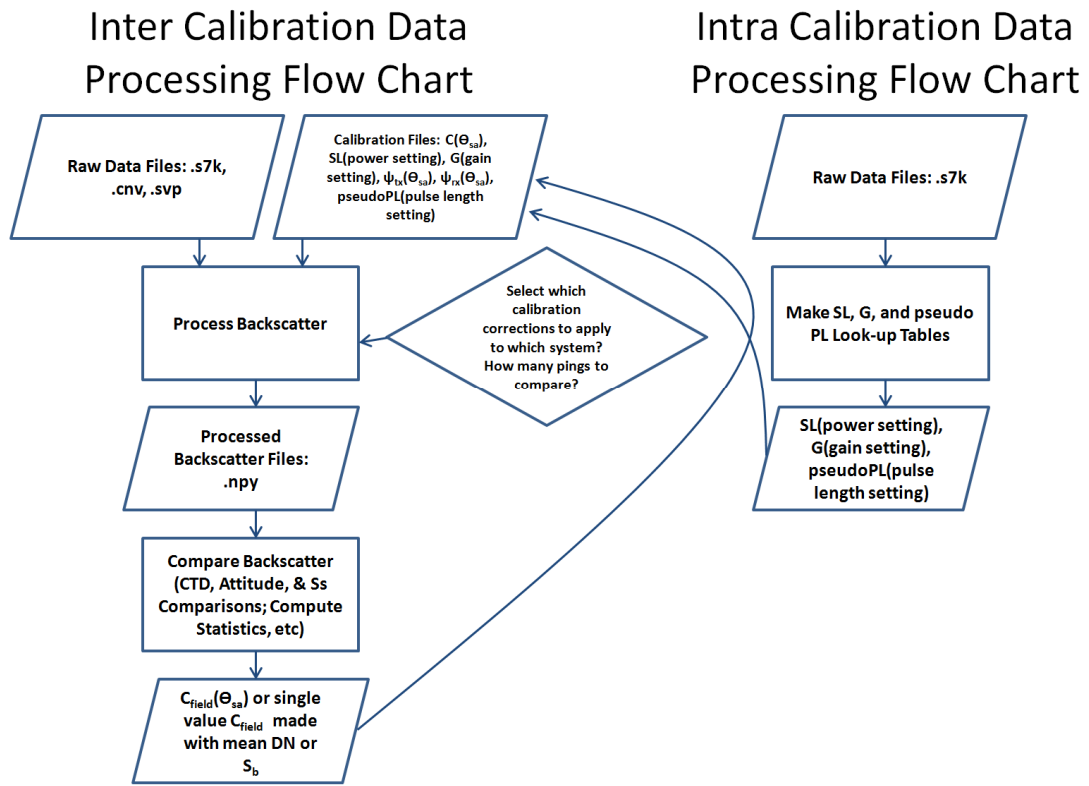 Inter Calibration Data
Processing Flow Chart
Raw Data Files: .s7k,
.cnv, .svp
Calibration Files: C(Ɵsa),
SL(power setting), G(gain
setting), ψtx(Ɵsa), ψrx(Ɵsa),
pseudoPL(pulse length
setting)
Process Backscatter
Select which
calibration
corrections to apply
to which system?
How many pings to
compare?
Processed
Backscatter Files:
.npy
Compare Backscatter
(CTD, Attitude, & Ss
Comparisons; Compute
Statistics, etc)
Cfield(Ɵsa) or single
value Cfield made
with mean DN or
Sb
Intra Calibration Data
Processing Flow Chart
Raw Data Files: .s7k
Make SL, G, and pseudo
PL Look-up Tables
SL(power setting),
G(gain setting),
pseudoPL(pulse
length setting)